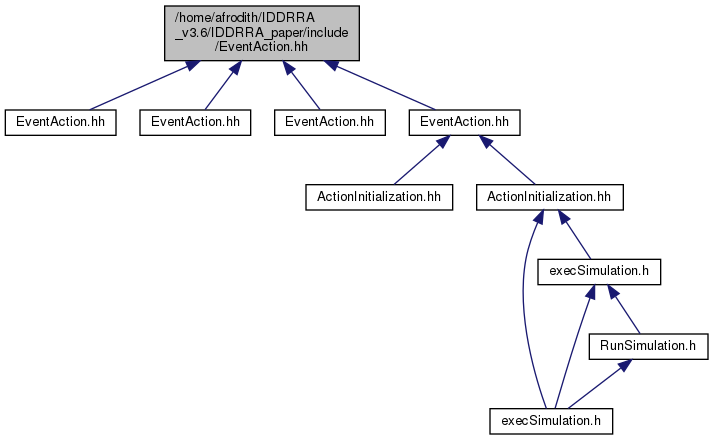 /home/afrodith/IDDRRA
_v3.6/IDDRRA_paper/include
/EventAction.hh
EventAction.hh
EventAction.hh
EventAction.hh
EventAction.hh
ActionInitialization.hh
ActionInitialization.hh
execSimulation.h
RunSimulation.h
execSimulation.h